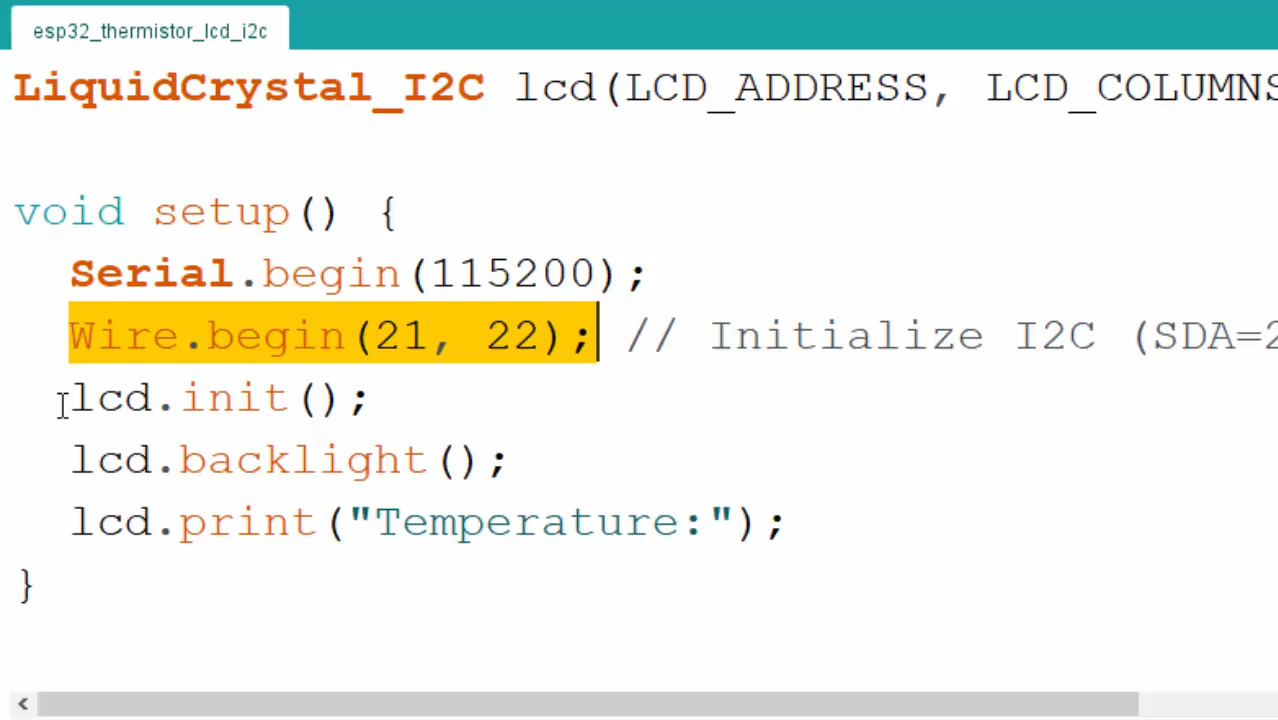 esp32_thermistor_lcd_i2c
LiquidCrystal_I2C lcd(LCD_ADDRESS, LCD_COLUMNS
void setup() {
Serial.begin(115200);
Wire.begin(21, 22); // Initialize I2C (SDA=2
lcd.init();
lcd.backlight();
lcd.print("Temperature:");
}